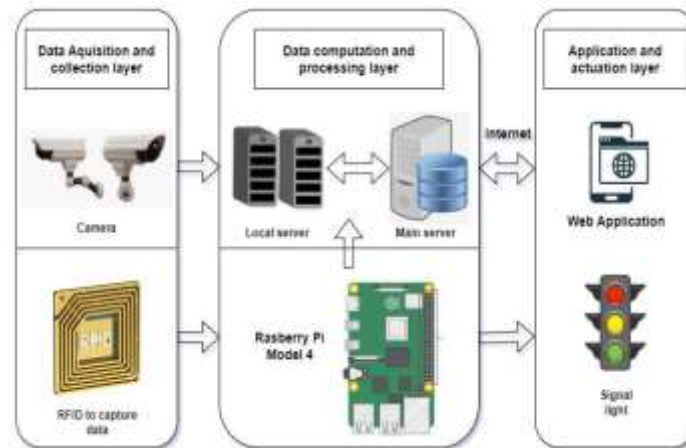 Data Aquisition and
collection layer
Camera
RFID to capture
data
Data computation and
processing layer
Local server
Main server
Rasberry Pi
Model 4
Internet
Application and
actuation layer
Web Application
Signal
light
RFID